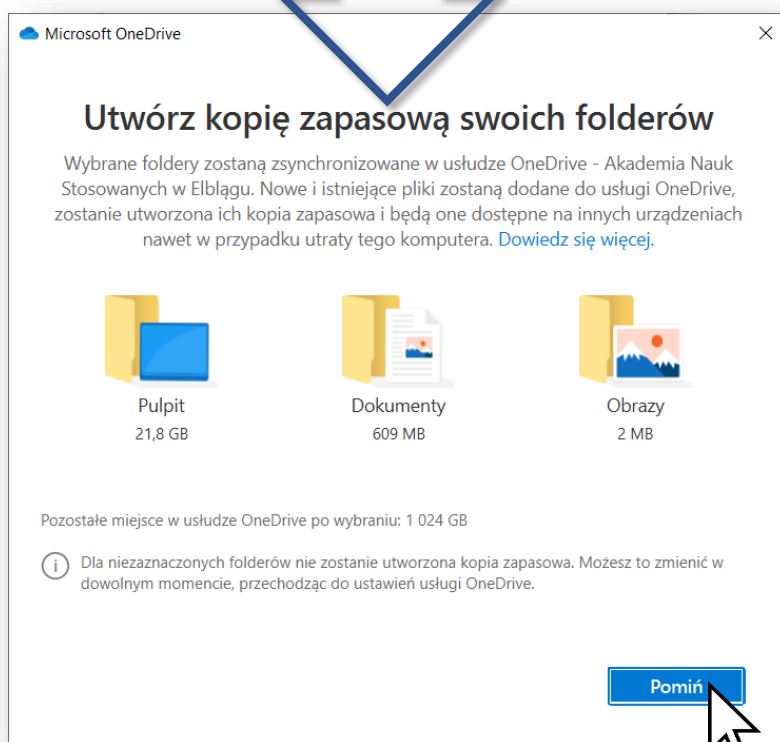 Microsoft OneDrive
Utwórz kopię zapasową swoich folderów
Wybrane foldery zostaną zsynchronizowane w usłudze OneDrive - Akademia Nauk
Stosowanych w Elblągu. Nowe i istniejące pliki zostaną dodane do usługi OneDrive,
zostanie utworzona ich kopia zapasowa i będą one dostępne na innych urządzeniach
nawet w przypadku utraty tego komputera. Dowiedz się więcej.
Pulpit
21,8 GB
Dokumenty
609 MB
Obrazy
2 MB
Pozostałe miejsce w usłudze OneDrive po wybraniu: 1 024 GB
Dla niezaznaczonych folderów nie zostanie utworzona kopia zapasowa. Możesz to zmienić w
dowolnym momencie, przechodząc do ustawień usługi OneDrive.
Pomiń